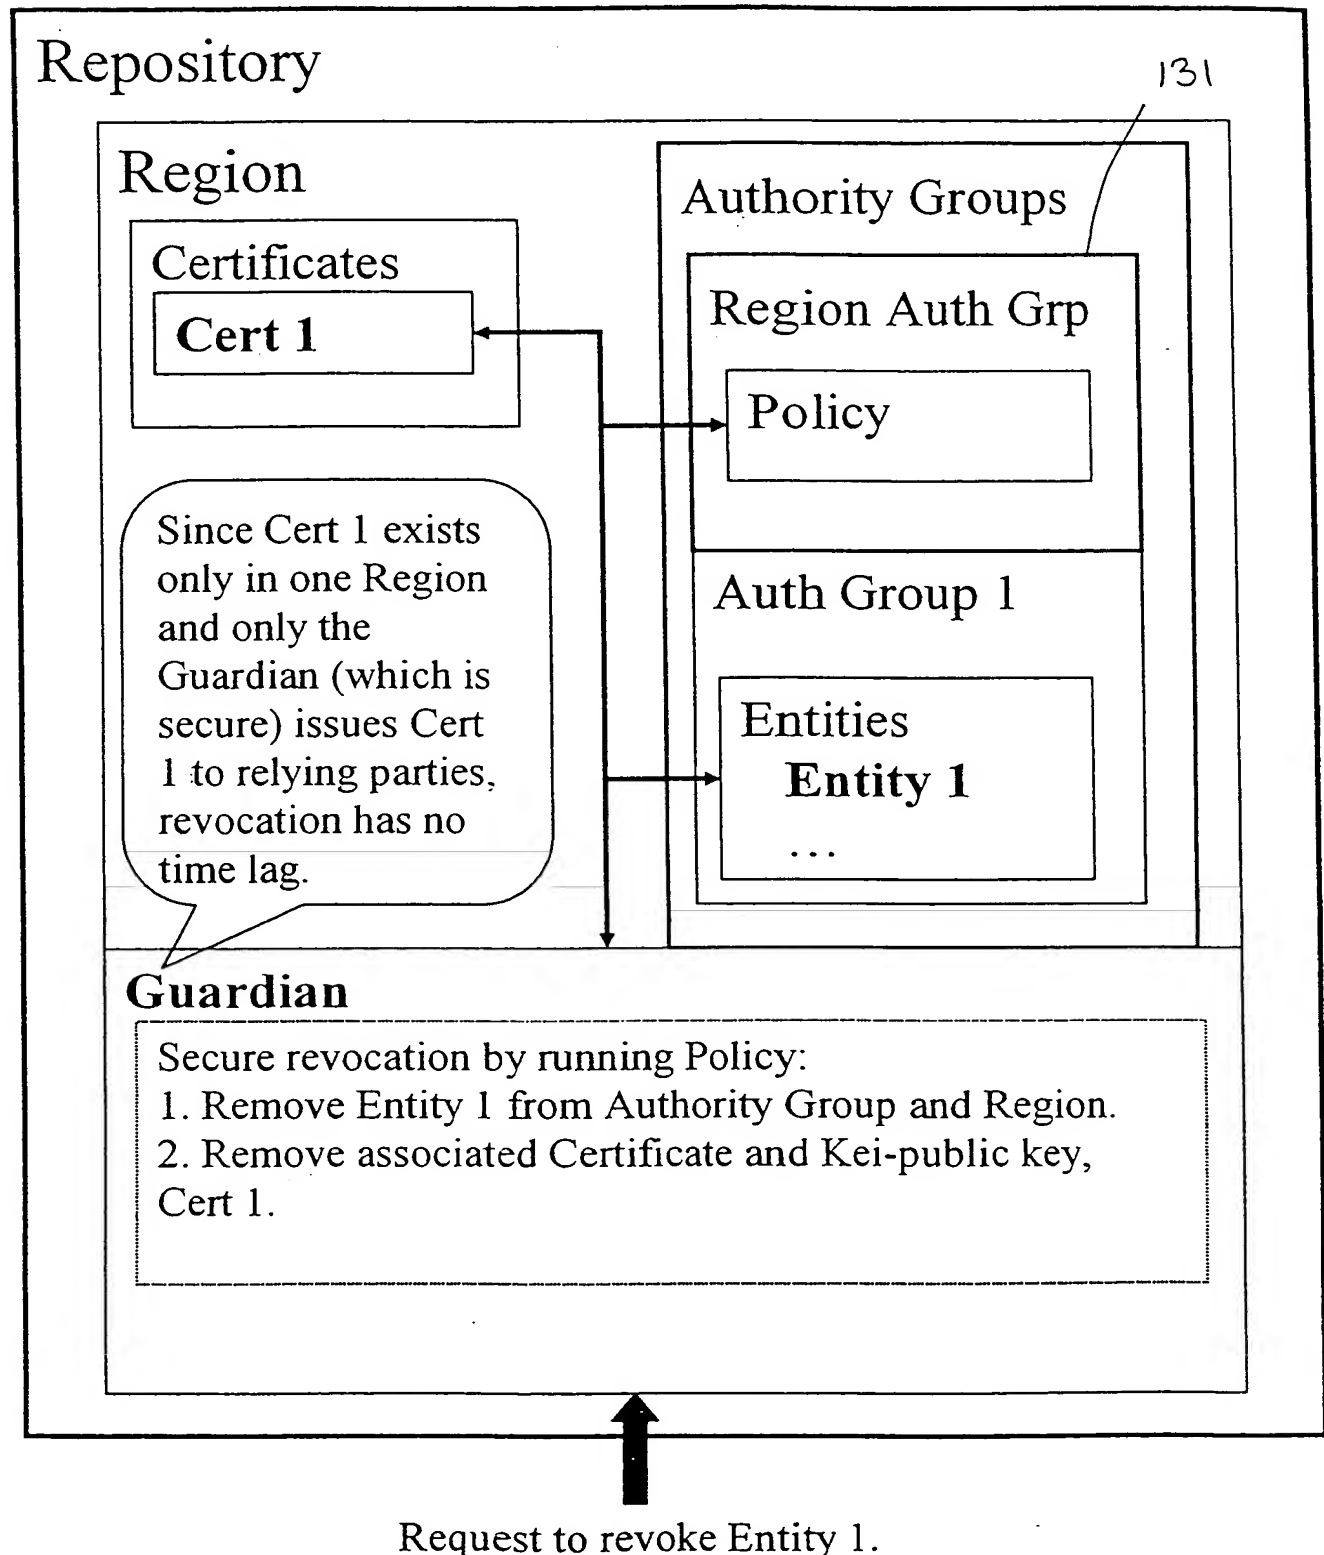 Repository
131
Region
Authority Groups
Certificates
Cert 1
Region Auth Grp
Policy
Since Cert 1 exists
only in one Region
and only the
Guardian (which is
secure) issues Cert
1 to relying parties,
revocation has no
time lag.
Auth Group 1
Entities
Entity 1
...
Guardian
Secure revocation by running Policy:
1. Remove Entity 1 from Authority Group and Region.
2. Remove associated Certificate and Kei-public key,
Cert 1.
Request to revoke Entity 1.